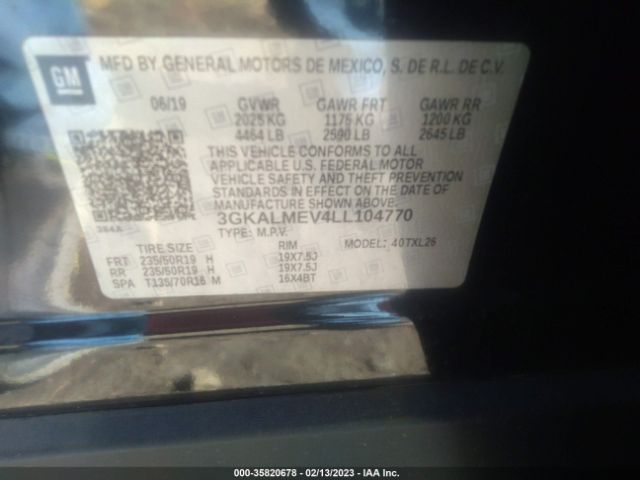 GM
MFD BY GENERAL MOTORS DE MEXICO, S. DE R.L. DE C.V.
06/19 GVWR GAWR FRT GAWR RR
2025 KG 1175 KG 1200 KG
4464 LB 2590 LB 2645 LB
THIS VEHICLE CONFORMS TO ALL
APPLICABLE U.S. FEDERAL MOTOR
VEHICLE SAFETY AND THEFT PREVENTION
STANDARDS IN EFFECT ON THE DATE OF
MANUFACTURE SHOWN ABOVE.
3GKALMEV4LL104770
TYPE: M.P.V. MODEL: 40TXL26
TIRE SIZE RIM
FRT 235/50R19 H 19X7.5J
RR 235/50R19 H 19X7.5J
SPA T135/70R16 M 16X4BT
000-35820678 - 02/13/2023 - IAA Inc.